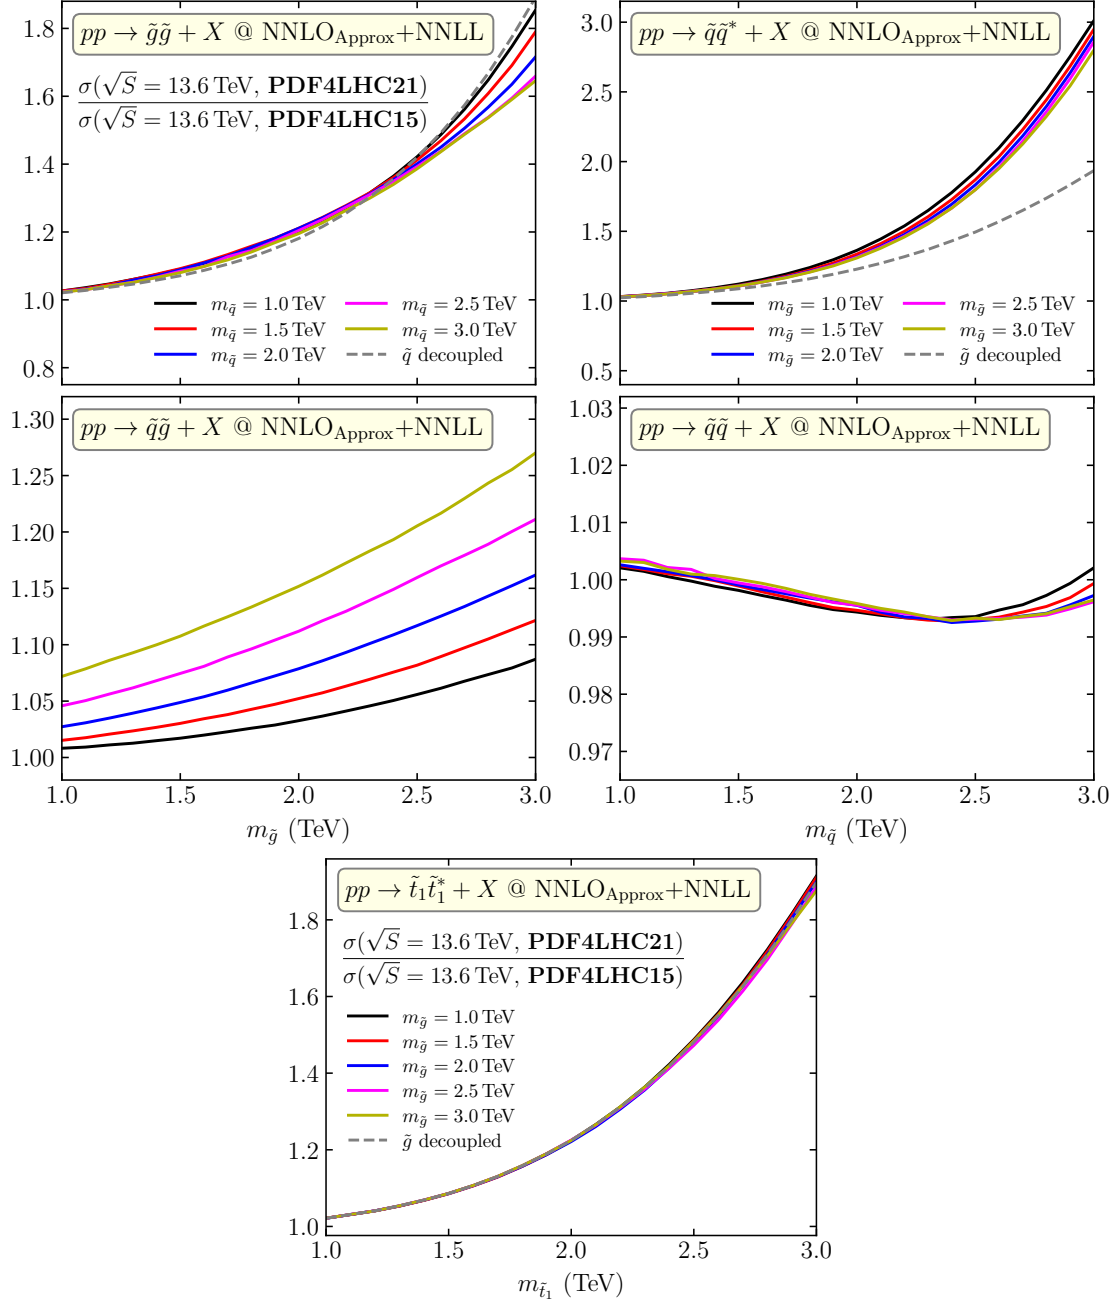 pp → g̃g̃ + X @ NNLO_Approx+NNLL
σ(√S = 13.6 TeV, PDF4LHC21)
σ(√S = 13.6 TeV, PDF4LHC15)
1.8
1.6
1.4
1.2
1.0
0.8
m_q̃ = 1.0 TeV
m_q̃ = 1.5 TeV
m_q̃ = 2.0 TeV
m_q̃ = 2.5 TeV
m_q̃ = 3.0 TeV
q̃ decoupled
pp → q̃q̃* + X @ NNLO_Approx+NNLL
3.0
2.5
2.0
1.5
1.0
0.5
m_g̃ = 1.0 TeV
m_g̃ = 1.5 TeV
m_g̃ = 2.0 TeV
m_g̃ = 2.5 TeV
m_g̃ = 3.0 TeV
g̃ decoupled
pp → q̃g̃ + X @ NNLO_Approx+NNLL
1.30
1.25
1.20
1.15
1.10
1.05
1.00
1.0 1.5 2.0 2.5 3.0
m_g̃ (TeV)
pp → q̃q̃ + X @ NNLO_Approx+NNLL
1.03
1.02
1.01
1.00
0.99
0.98
0.97
1.0 1.5 2.0 2.5 3.0
m_q̃ (TeV)
pp → t̃₁t̃₁* + X @ NNLO_Approx+NNLL
σ(√S = 13.6 TeV, PDF4LHC21)
σ(√S = 13.6 TeV, PDF4LHC15)
1.8
1.6
1.4
1.2
1.0
m_g̃ = 1.0 TeV
m_g̃ = 1.5 TeV
m_g̃ = 2.0 TeV
m_g̃ = 2.5 TeV
m_g̃ = 3.0 TeV
g̃ decoupled
1.0 1.5 2.0 2.5 3.0
m_t̃₁ (TeV)